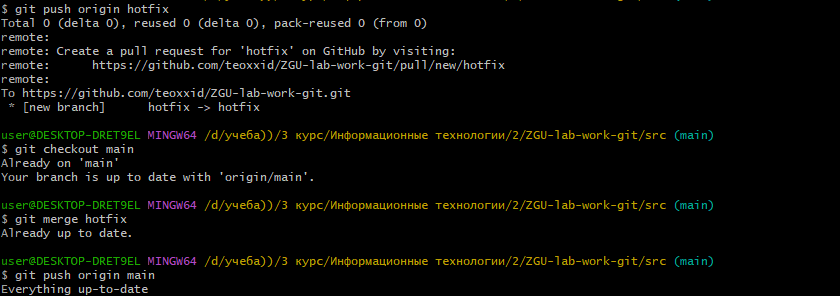 $ git push origin hotfix
Total 0 (delta 0), reused 0 (delta 0), pack-reused 0 (from 0)
remote:
remote: Create a pull request for 'hotfix' on GitHub by visiting:
remote:      https://github.com/teoxxid/ZGU-lab-work-git/pull/new/hotfix
remote:
To https://github.com/teoxxid/ZGU-lab-work-git.git
 * [new branch]      hotfix -> hotfix
user@DESKTOP-DRET9EL MINGW64 /d/учеба))/3 курс/Информационные технологии/2/ZGU-lab-work-git/src (main)
$ git checkout main
Already on 'main'
Your branch is up to date with 'origin/main'.
user@DESKTOP-DRET9EL MINGW64 /d/учеба))/3 курс/Информационные технологии/2/ZGU-lab-work-git/src (main)
$ git merge hotfix
Already up to date.
user@DESKTOP-DRET9EL MINGW64 /d/учеба))/3 курс/Информационные технологии/2/ZGU-lab-work-git/src (main)
$ git push origin main
Everything up-to-date